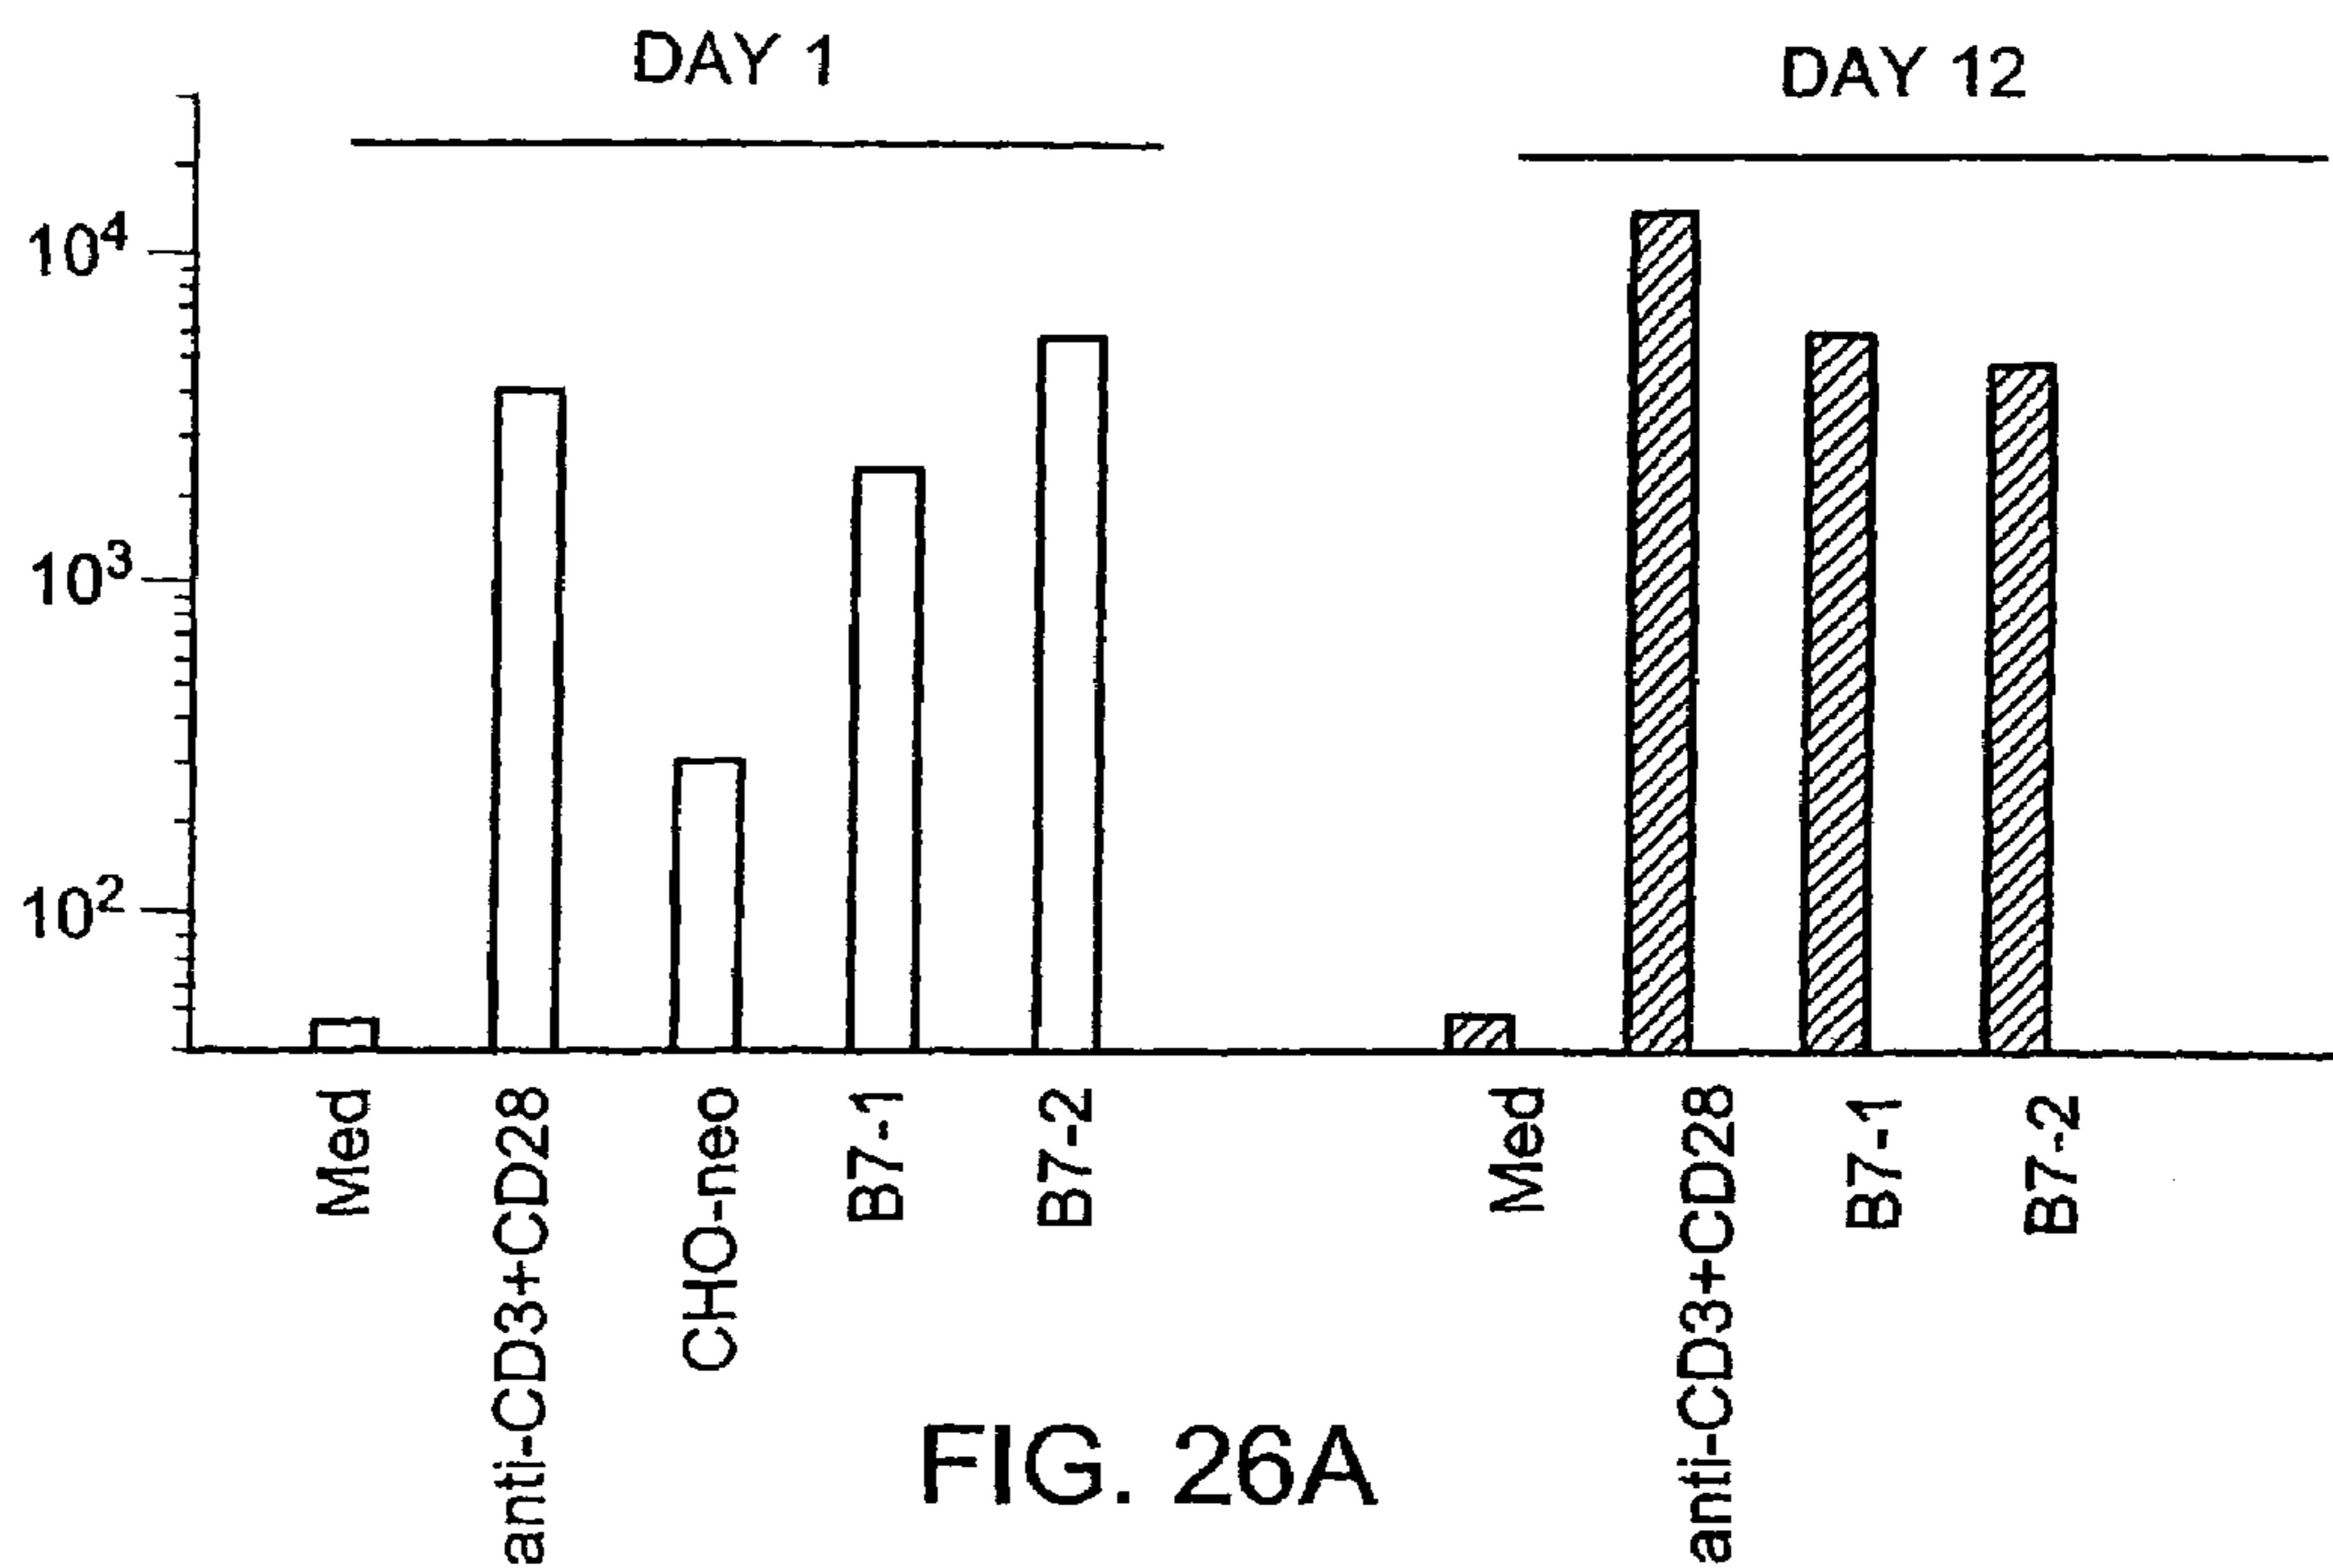 DAY 1
DAY 12
10⁴
10³
10²
Med
anti-CD3+CD28
CHO-neo
B7-1
B7-2
Med
anti-CD3+CD28
B7-1
B7-2
FIG. 26A